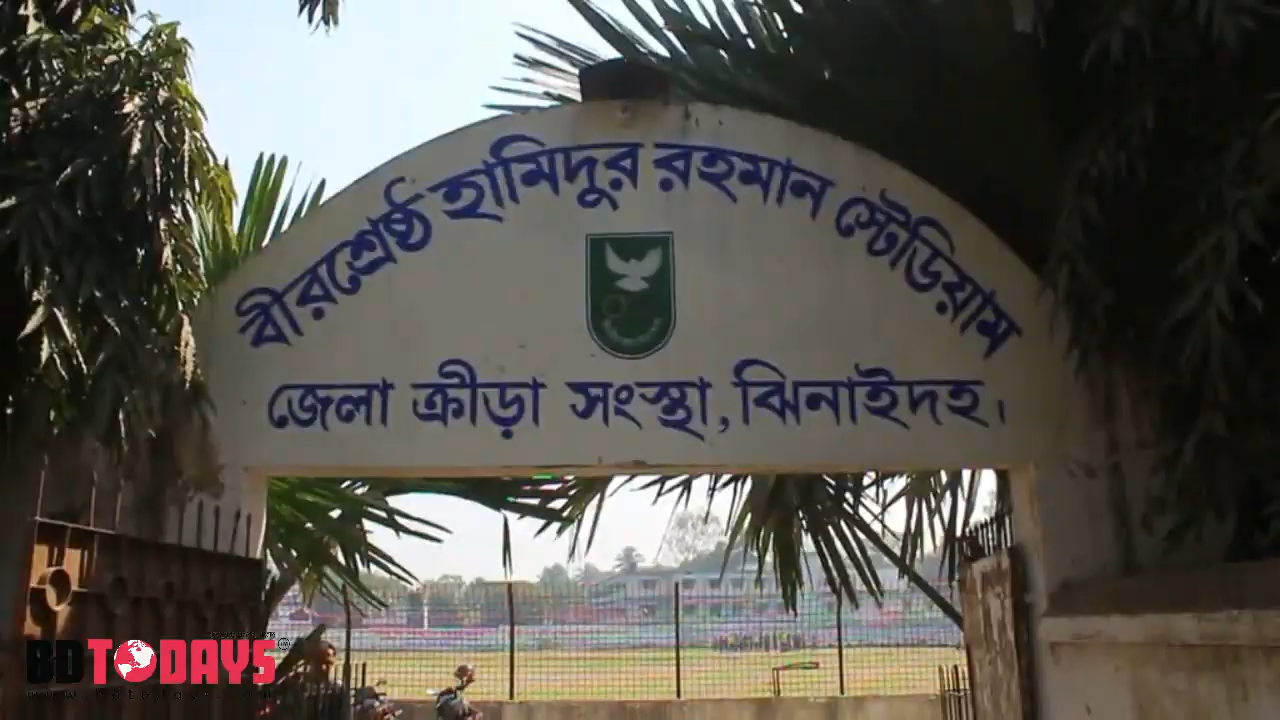 বীরশ্রেষ্ঠ হামিদুর রহমান স্টেডিয়াম
জেলা ক্রীড়া সংস্থা, ঝিনাইদহ।
BDTODAYS